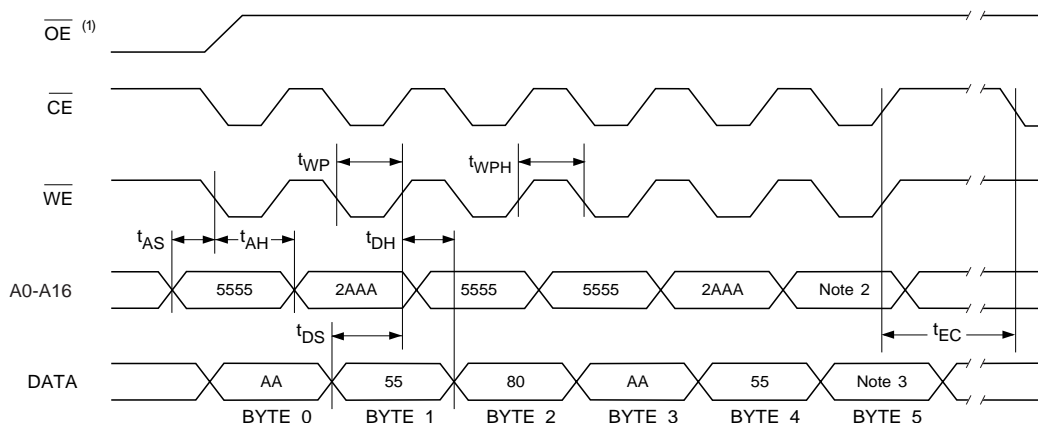 OE (1)
CE
tWP tWPH
WE
tAS tAH tDH
A0-A16 5555 2AAA 5555 5555 2AAA Note 2
tDS tEC
DATA AA 55 80 AA 55 Note 3
BYTE 0 BYTE 1 BYTE 2 BYTE 3 BYTE 4 BYTE 5